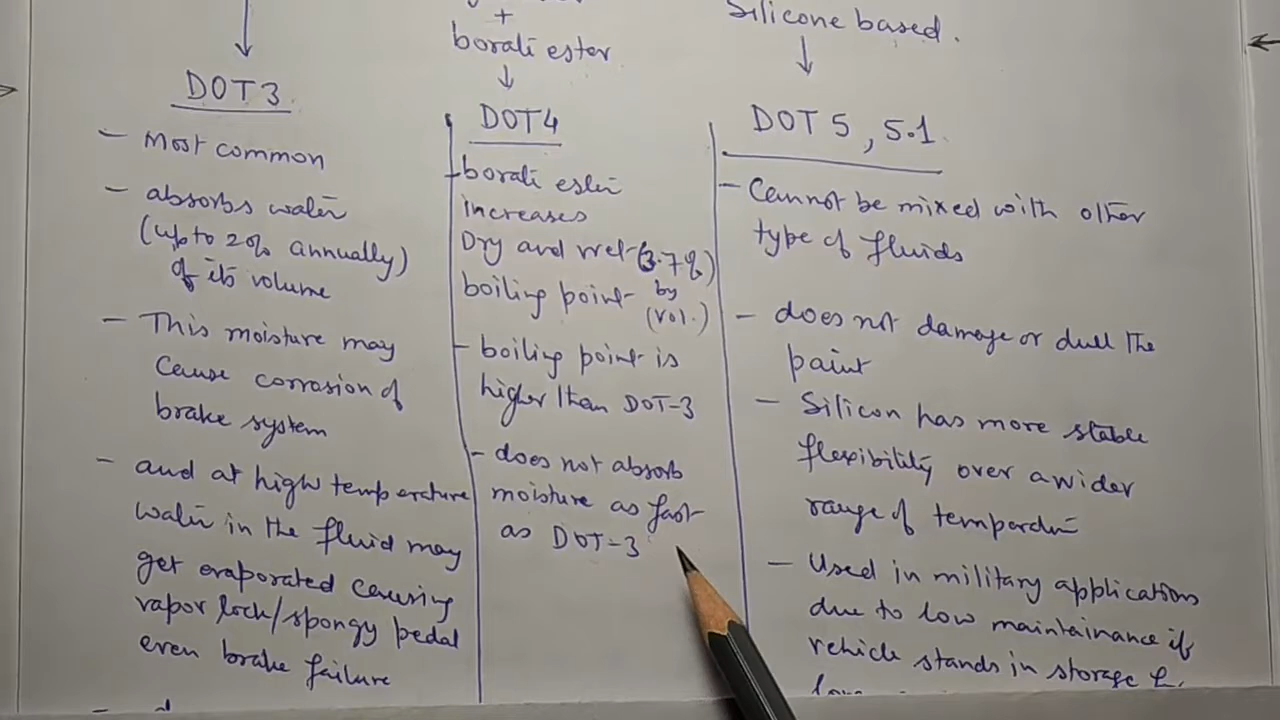 +
borati ester
DOT3
- Most common
- absorbs water
(upto 2% annually)
of its volume
- This moisture may
cause corrosion of
brake system
- and at high temperature
water in the fluid may
get evaporated causing
vapor lock/spongy pedal
even brake failure
DOT4
- borati ester
increases
Dry and wet (3.7%
by
vol.)
boiling point
- boiling point is
higher than DOT-3
- does not absorb
moisture as fast
as DOT-3
Silicone based.
DOT 5, 5.1
- Cannot be mixed with other
type of fluids
- does not damage or dull the
paint
- Silicon has more stable
flexibility over a wider
range of temperature
- Used in military application
due to low maintainance if
vehicle stands in storage